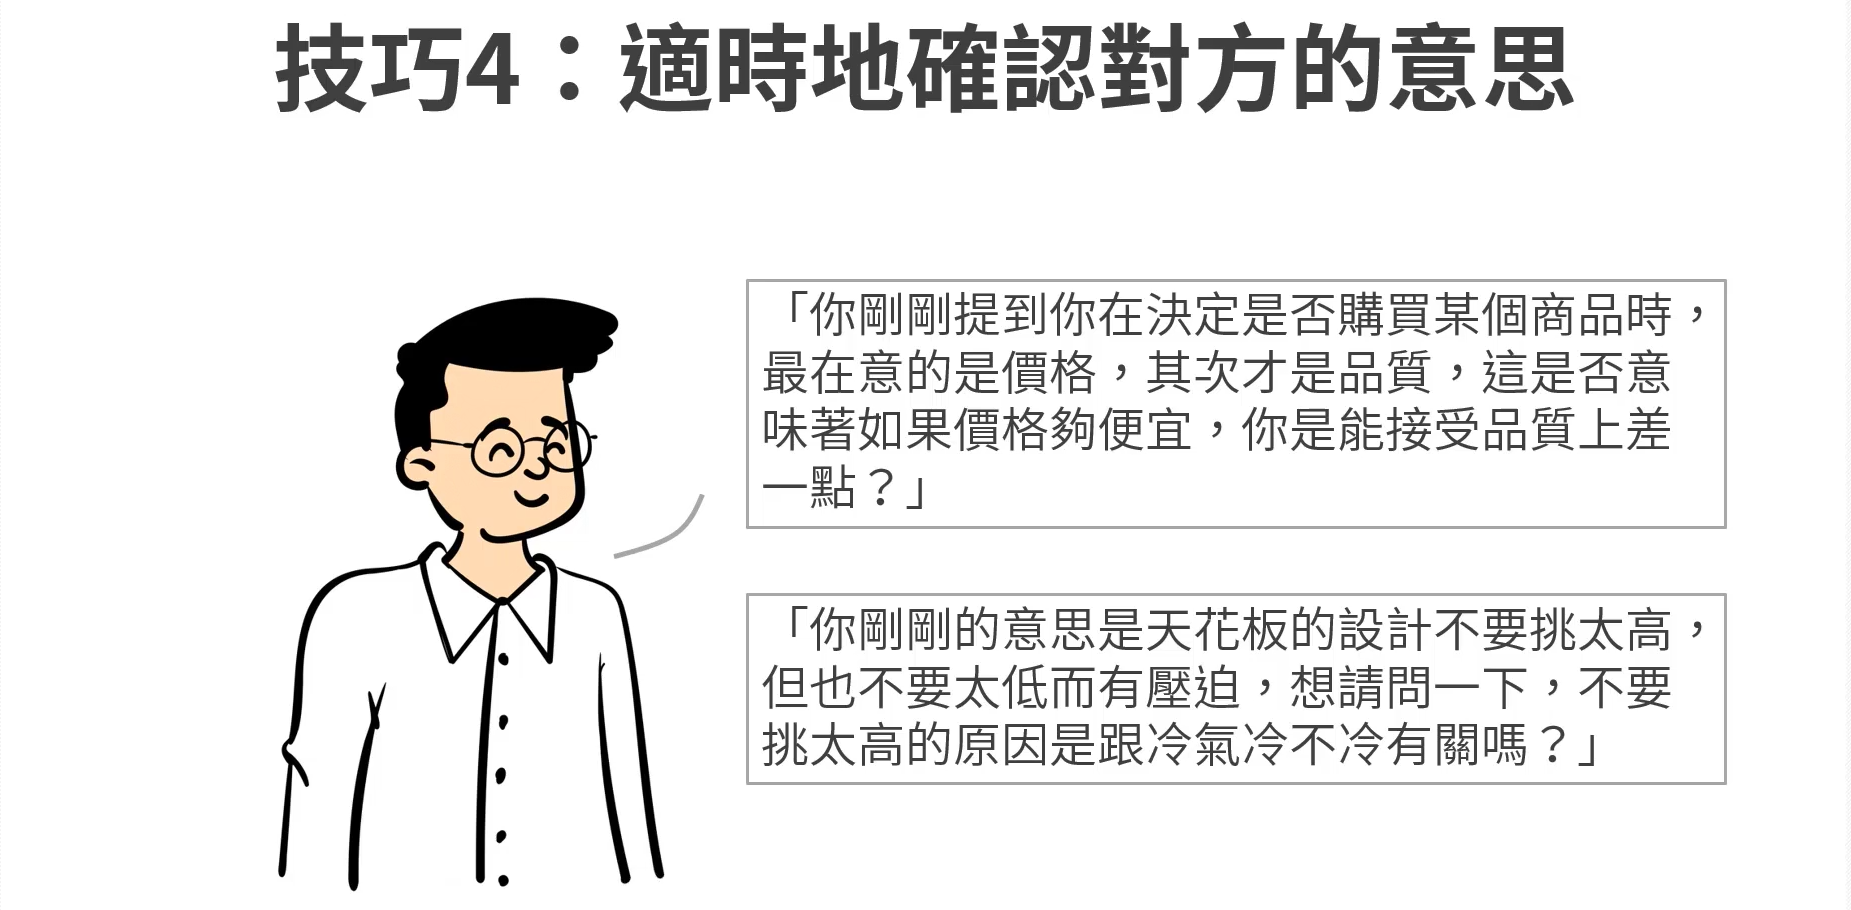 技巧4：適時地確認對方的意思
「你剛剛提到你在決定是否購買某個商品時，
最在意的是價格，其次才是品質，這是否意
味著如果價格夠便宜，你是能接受品質上差
一點？」
「你剛剛的意思是天花板的設計不要挑太高，
但也不要太低而有壓迫，想請問一下，不要
挑太高的原因是跟冷氣冷不冷有關嗎？」